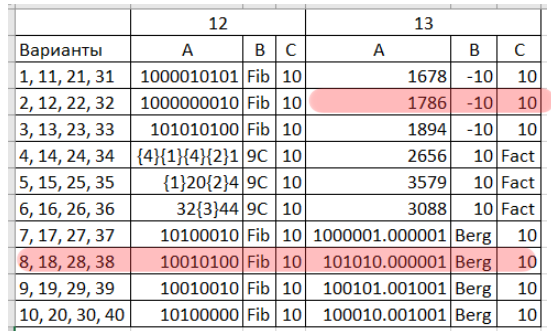 12 13
Варианты A B C A B C
1, 11, 21, 31 1000010101 Fib 10 1678 -10 10
2, 12, 22, 32 1000000010 Fib 10 1786 -10 10
3, 13, 23, 33 101010100 Fib 10 1894 -10 10
4, 14, 24, 34 {4}{1}{4}{2}1 9C 10 2656 10 Fact
5, 15, 25, 35 {1}20{2}4 9C 10 3579 10 Fact
6, 16, 26, 36 32{3}44 9C 10 3088 10 Fact
7, 17, 27, 37 10100010 Fib 10 1000001.000001 Berg 10
8, 18, 28, 38 10010100 Fib 10 101010.000001 Berg 10
9, 19, 29, 39 10010010 Fib 10 100101.001001 Berg 10
10, 20, 30, 40 10100000 Fib 10 100010.001001 Berg 10